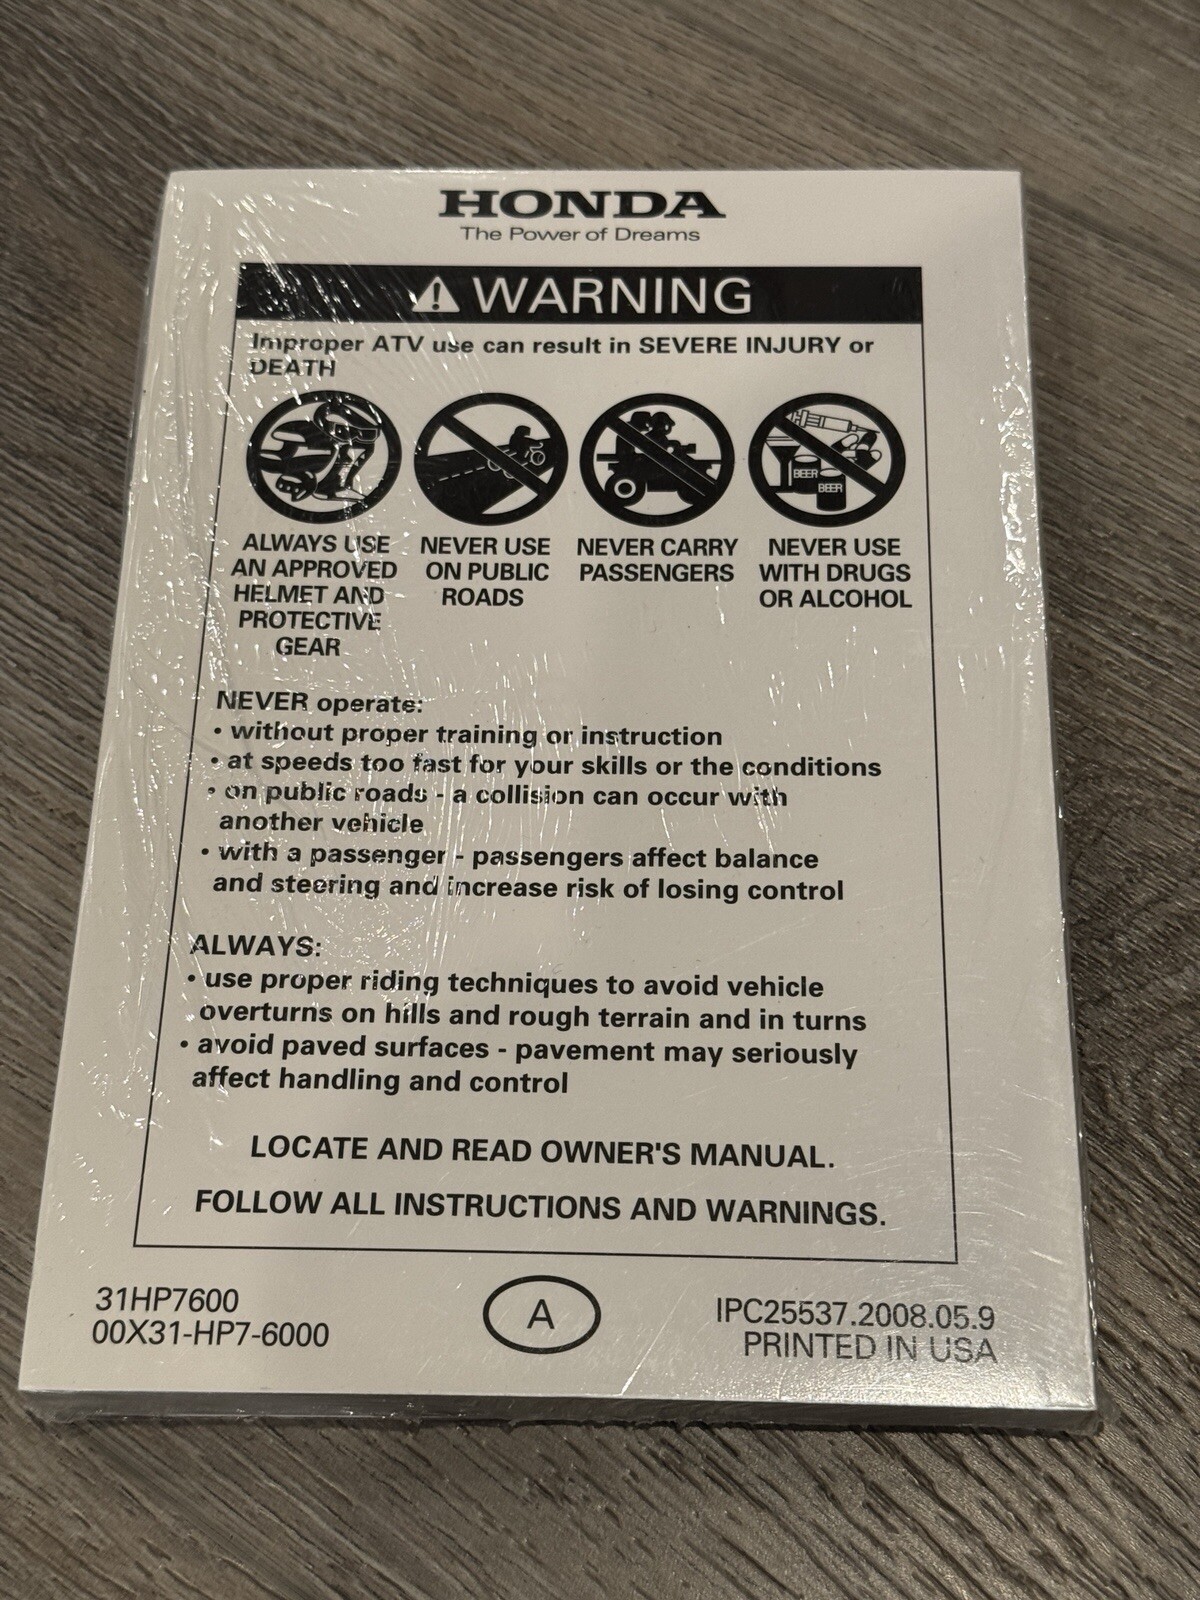 HONDA
The Power of Dreams
WARNING
Improper ATV use can result in SEVERE INJURY or
DEATH
BEER
BEER
ALWAYS USE
AN APPROVED
HELMET AND
PROTECTIVE
GEAR
NEVER USE
ON PUBLIC
ROADS
NEVER CARRY
PASSENGERS
NEVER USE
WITH DRUGS
OR ALCOHOL
NEVER operate:
• without proper training or instruction
• at speeds too fast for your skills or the conditions
• on public roads - a collision can occur with
another vehicle
• with a passenger - passengers affect balance
and steering and increase risk of losing control
ALWAYS:
• use proper riding techniques to avoid vehicle
overturns on hills and rough terrain and in turns
• avoid paved surfaces - pavement may seriously
affect handling and control
LOCATE AND READ OWNER'S MANUAL.
FOLLOW ALL INSTRUCTIONS AND WARNINGS.
31HP7600
00X31-HP7-6000
A
IPC25537.2008.05.9
PRINTED IN USA